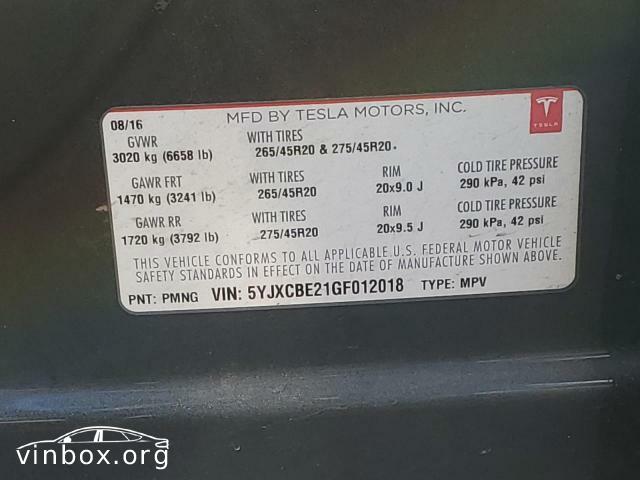 MFD BY TESLA MOTORS, INC.
TESLA
08/16
GVWR WITH TIRES
3020 kg (6658 lb) 265/45R20 & 275/45R20.
GAWR FRT WITH TIRES RIM COLD TIRE PRESSURE
1470 kg (3241 lb) 265/45R20 20x9.0 J 290 kPa, 42 psi
GAWR RR WITH TIRES RIM COLD TIRE PRESSURE
1720 kg (3792 lb) 275/45R20 20x9.5 J 290 kPa, 42 psi
THIS VEHICLE CONFORMS TO ALL APPLICABLE U.S. FEDERAL MOTOR VEHICLE
SAFETY STANDARDS IN EFFECT ON THE DATE OF MANUFACTURE SHOWN ABOVE.
PNT: PMNG VIN: 5YJXCBE21GF012018 TYPE: MPV
vinbox.org